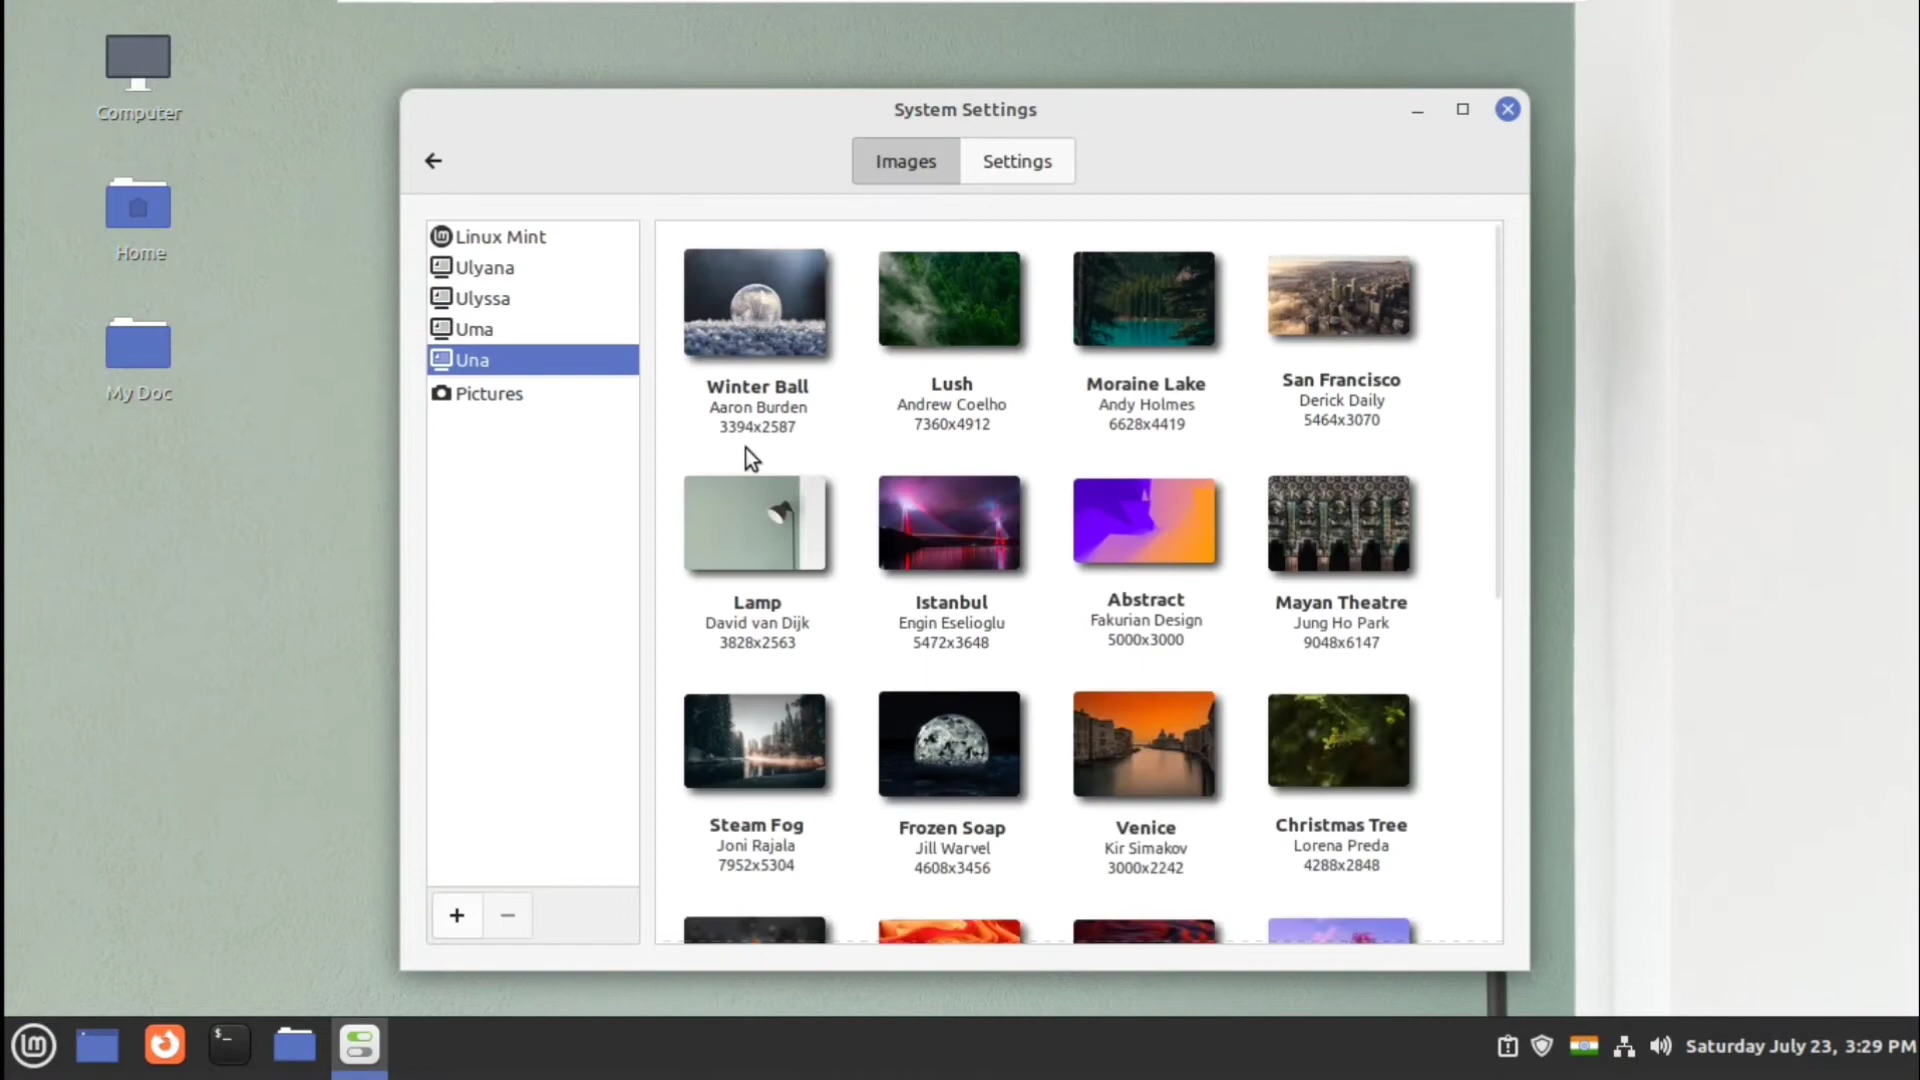 Computer
Home
My Doc
System Settings
Images
Settings
Linux Mint
Ulyana
Ulyssa
Uma
Una
Pictures
Winter Ball
Aaron Burden
3394x2587
Lush
Andrew Coelho
7360x4912
Moraine Lake
Andy Holmes
6628x4419
San Francisco
Derick Daily
5464x3070
Lamp
David van Dijk
3828x2563
Istanbul
Engin Eselioglu
5472x3648
Abstract
Fakurian Design
5000x3000
Mayan Theatre
Jung Ho Park
9048x6147
Steam Fog
Joni Rajala
7952x5304
Frozen Soap
Jill Warvel
4608x3456
Venice
Kir Simakov
3000x2242
Christmas Tree
Lorena Preda
4288x2848
+
−
$_
Saturday July 23, 3:29 PM